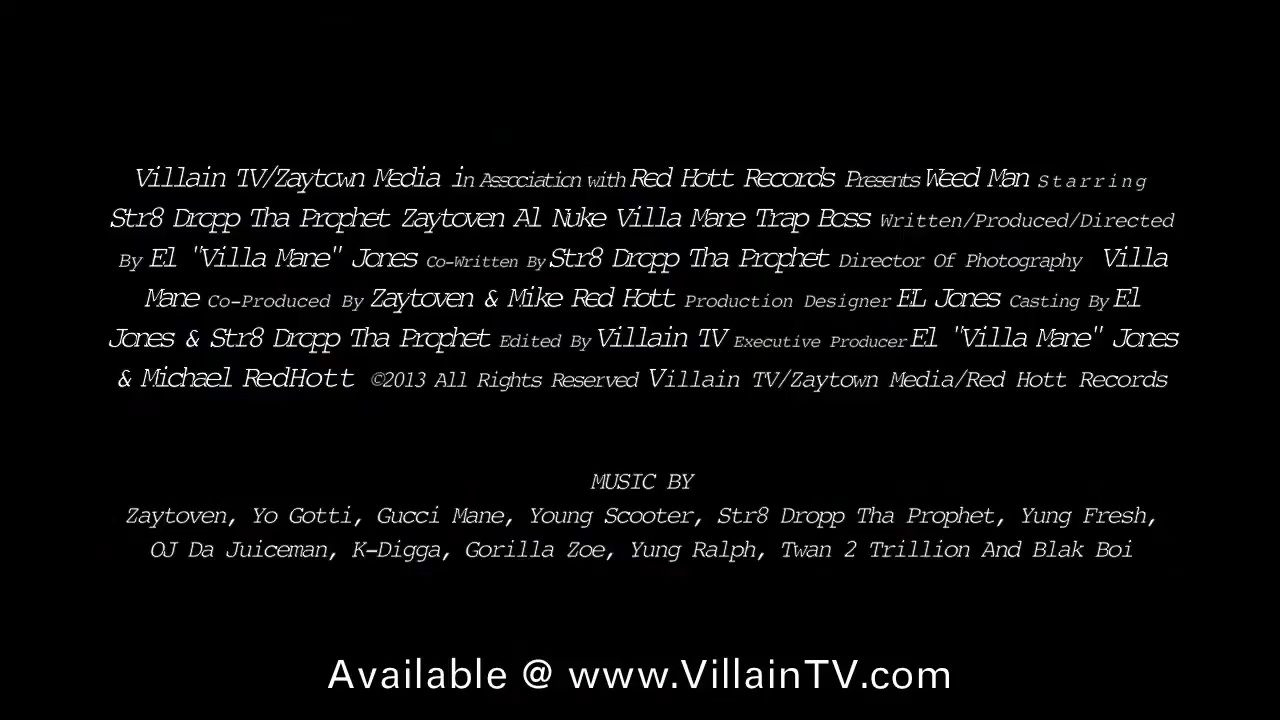 Villain TV/Zaytown Media in Association with Red Hott Records Presents Weed Man Starring
Str8 Dropp Tha Prophet Zaytoven Al Nuke Villa Mane Trap Boss Written/Produced/Directed
By El "Villa Mane" Jones Co-Written By Str8 Dropp Tha Prophet Director Of Photography Villa
Mane Co-Produced By Zaytoven & Mike Red Hott Production Designer EL Jones Casting By El
Jones & Str8 Dropp Tha Prophet Edited By Villain TV Executive Producer El "Villa Mane" Jones
& Michael RedHott ©2013 All Rights Reserved Villain TV/Zaytown Media/Red Hott Records
MUSIC BY
Zaytoven, Yo Gotti, Gucci Mane, Young Scooter, Str8 Dropp Tha Prophet, Yung Fresh,
OJ Da Juiceman, K-Digga, Gorilla Zoe, Yung Ralph, Twan 2 Trillion And Blak Boi
Available @ www.VillainTV.com